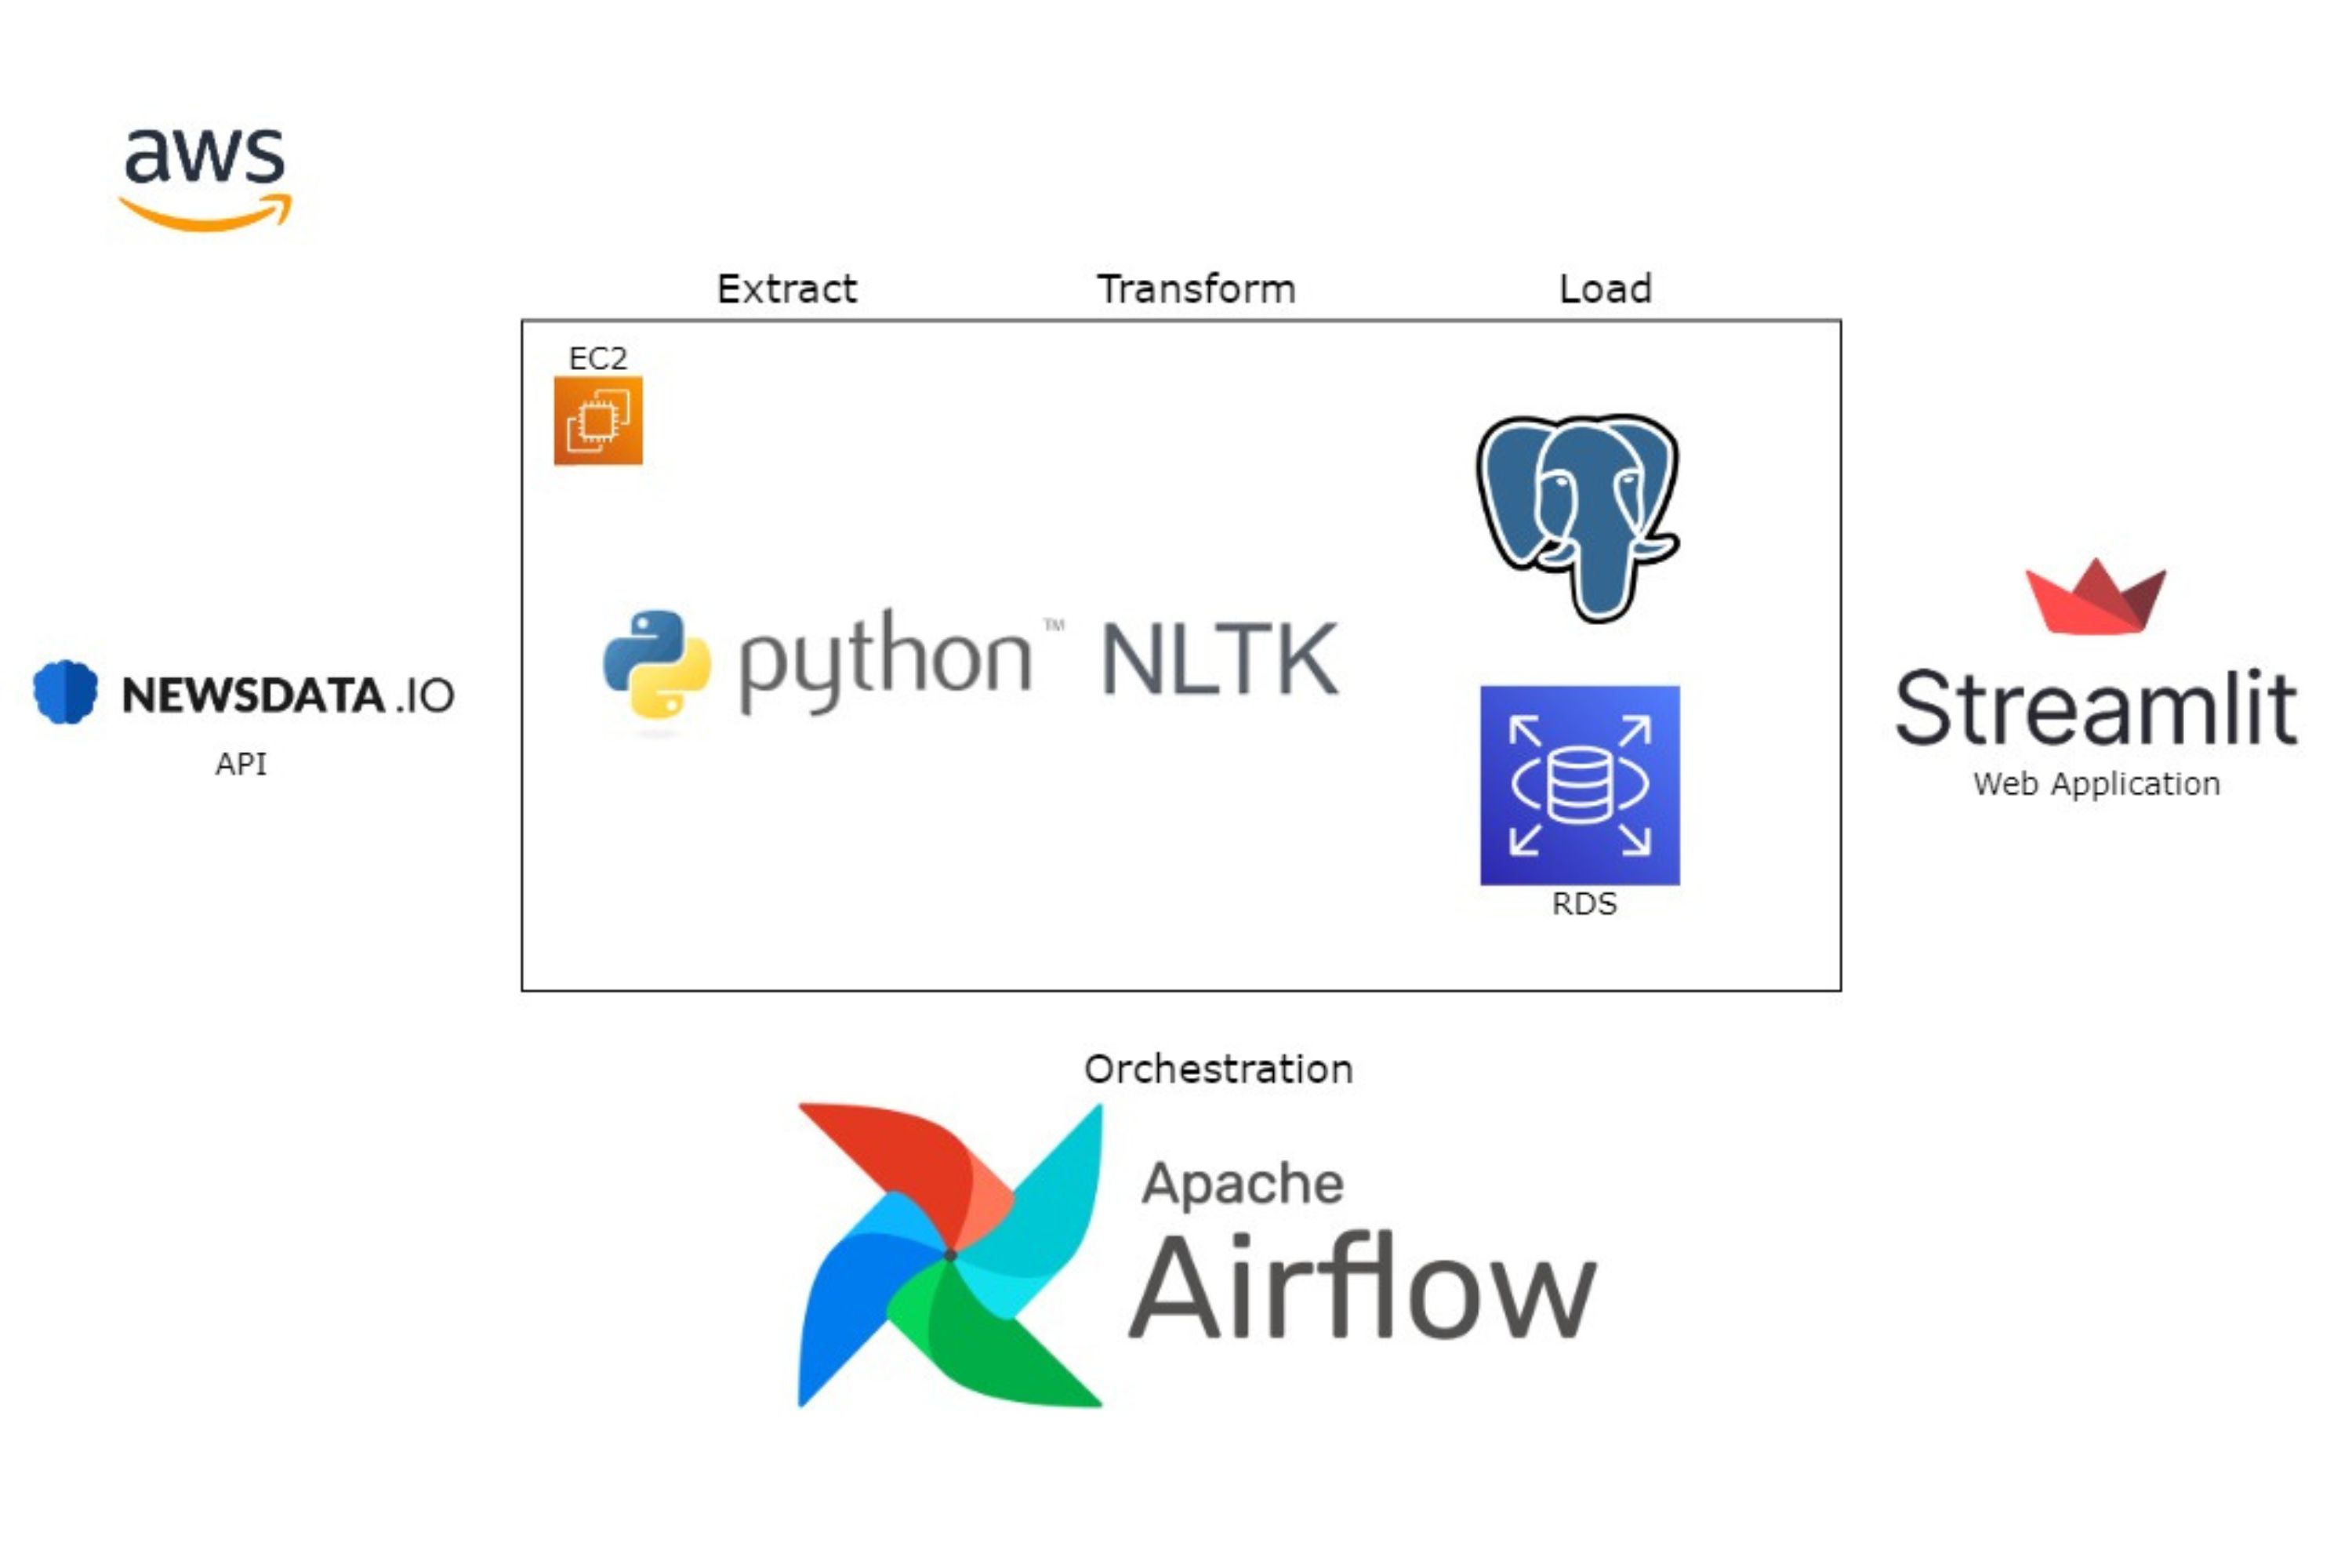 aws
Extract Transform Load
EC2
python™ NLTK
NEWSDATA.IO
API
RDS
Streamlit
Web Application
Orchestration
Apache
Airflow